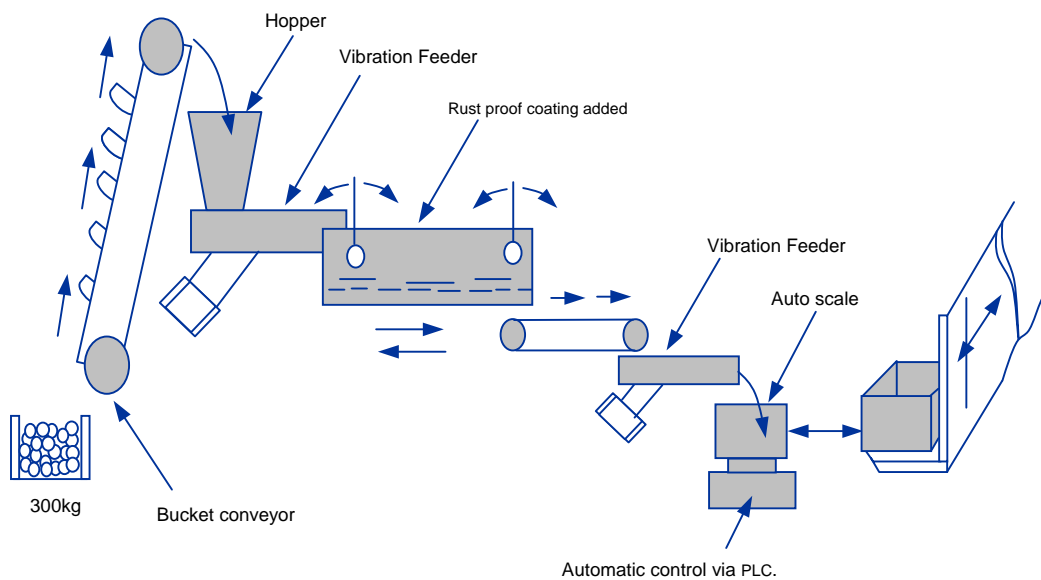 Hopper
Vibration Feeder
Rust proof coating added
Vibration Feeder
Auto scale
300kg
Bucket conveyor
Automatic control via PLC.